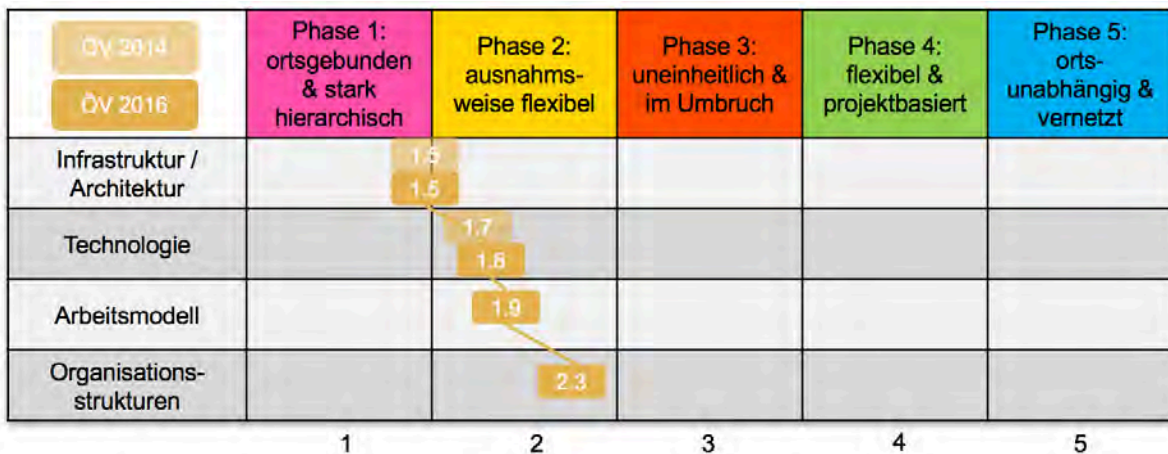 ÖV 2014
ÖV 2016
Phase 1:
ortsgebunden
& stark
hierarchisch
Phase 2:
ausnahms-
weise flexibel
Phase 3:
uneinheitlich &
im Umbruch
Phase 4:
flexibel &
projektbasiert
Phase 5:
orts-
unabhängig &
vernetzt
Infrastruktur /
Architektur
1.5
1.5
Technologie
1.7
1.8
Arbeitsmodell
1.9
Organisations-
strukturen
2.3
1 2 3 4 5